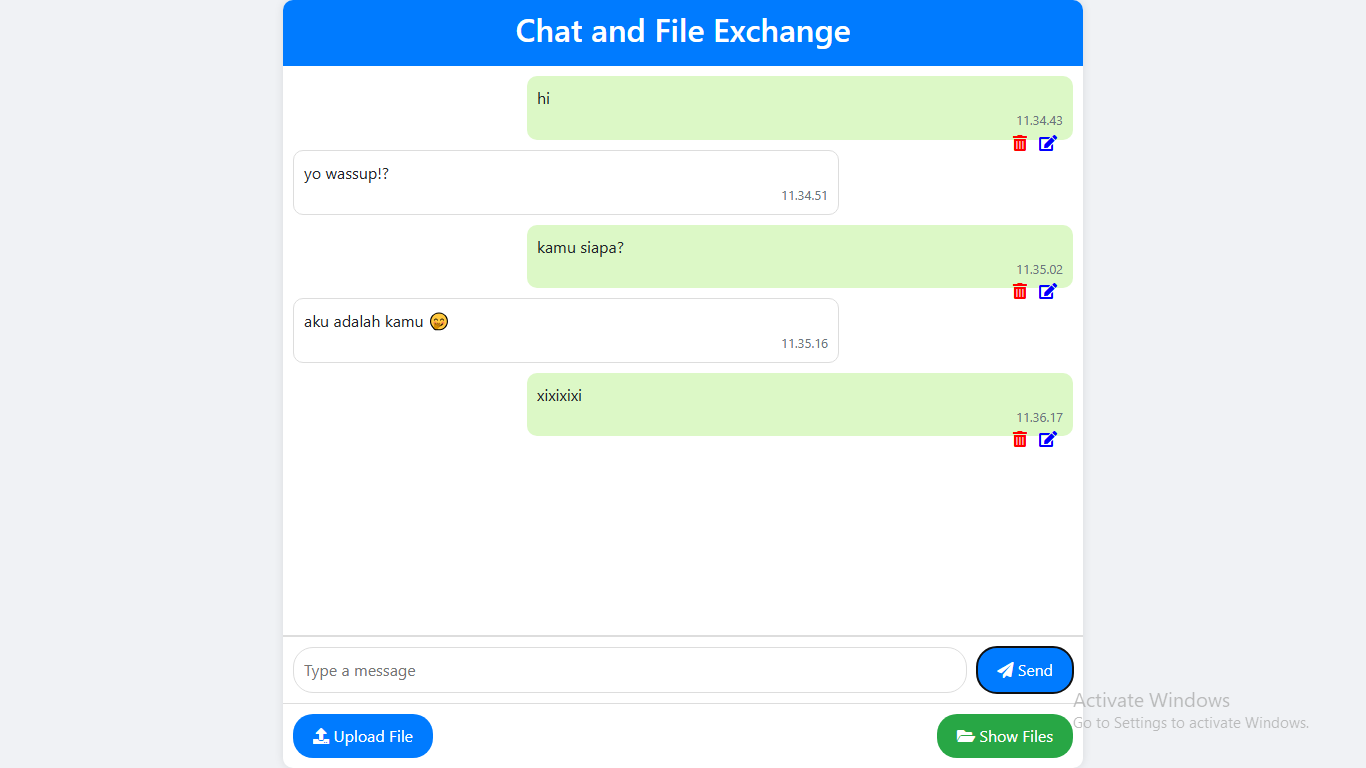 Chat and File Exchange
hi
11.34.43
yo wassup!?
11.34.51
kamu siapa?
11.35.02
aku adalah kamu 🤭
11.35.16
xixixixi
11.36.17
Type a message
Send
Activate Windows
Go to Settings to activate Windows.
Upload File
Show Files